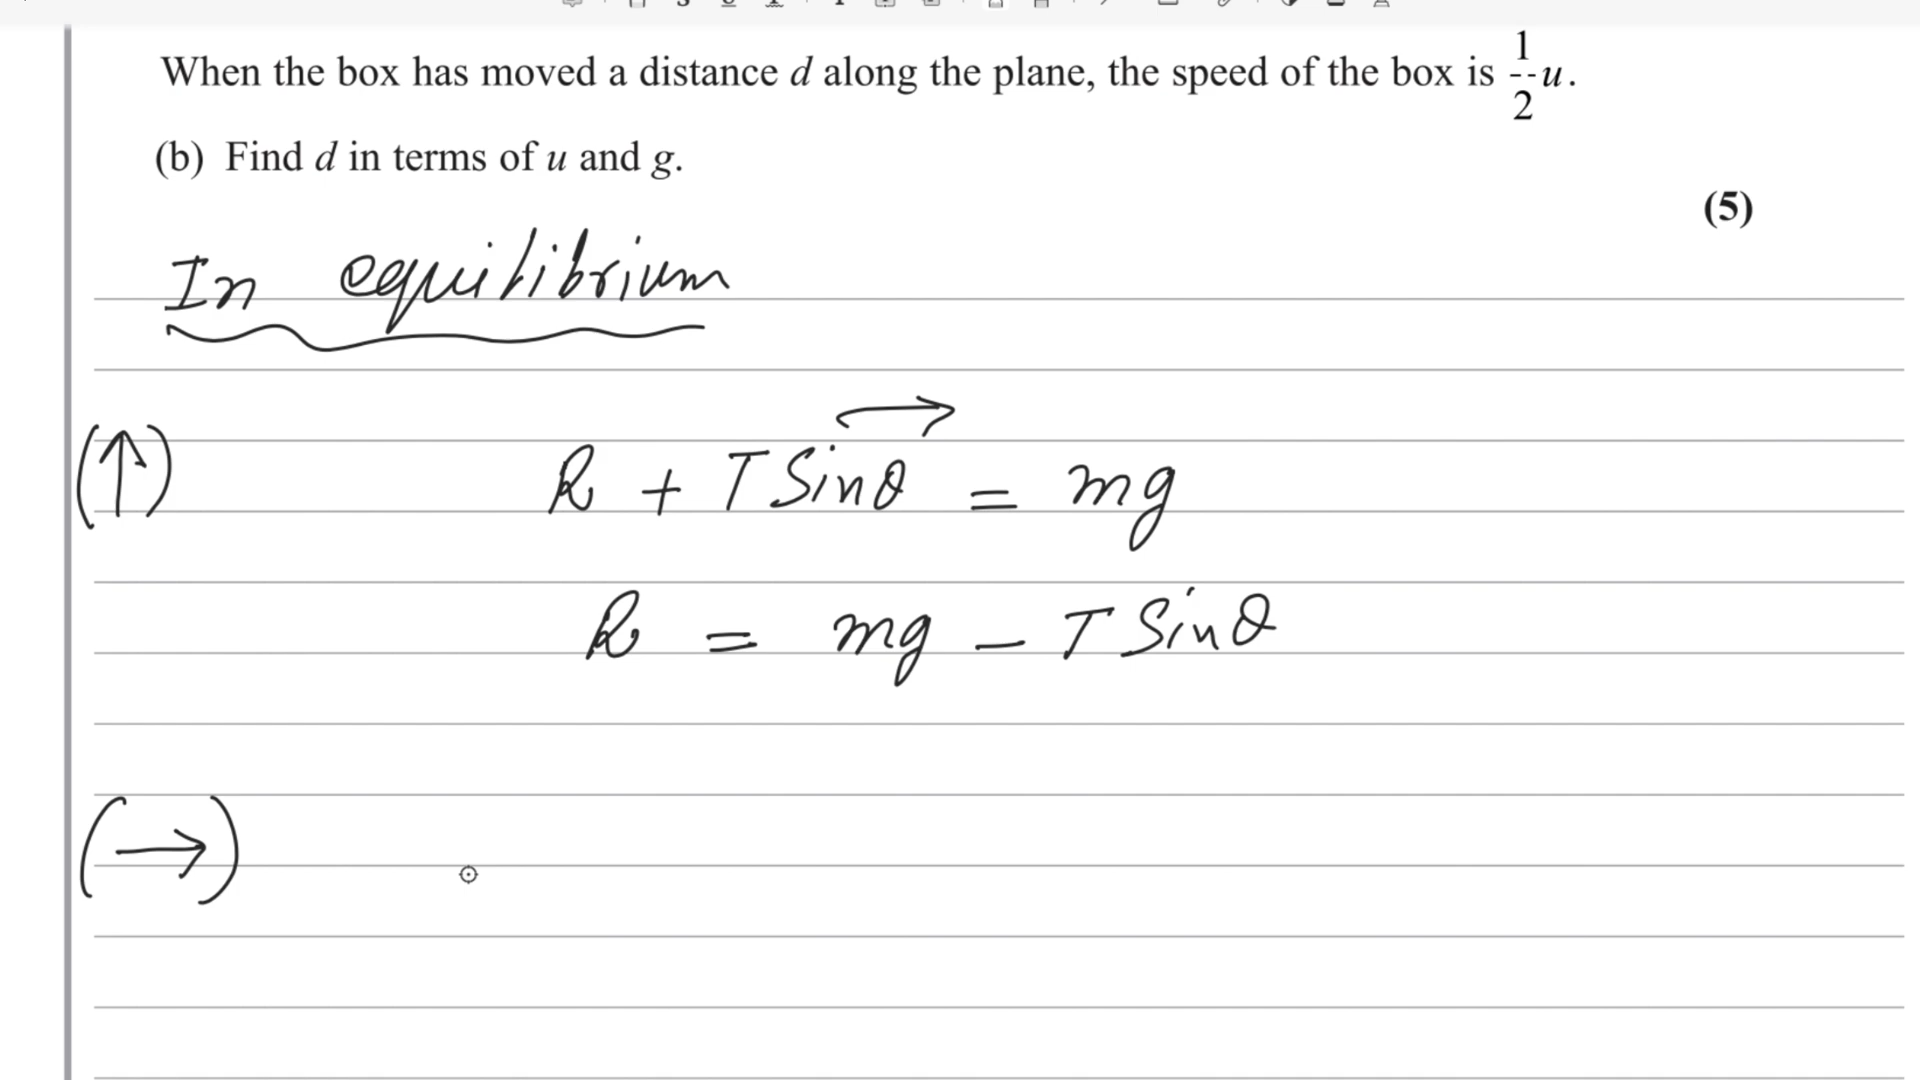 When the box has moved a distance d along the plane, the speed of the box is 1/2 u.
(b) Find d in terms of u and g.
(5)
In equilibrium
(↑) R + T Sinθ = mg
R = mg - T Sinθ
(→)